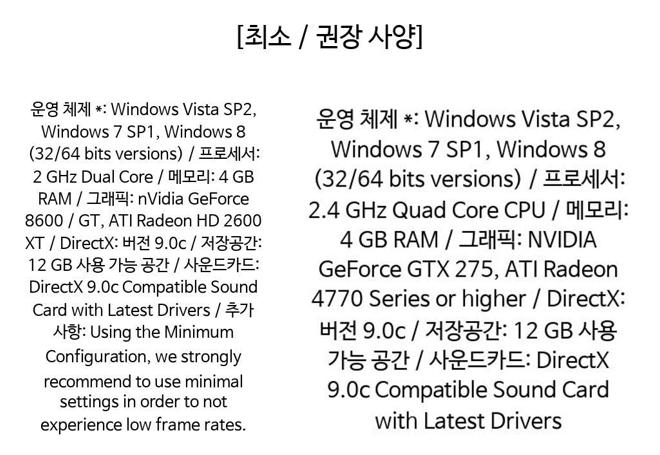 [최소 / 권장 사양]
운영 체제 *: Windows Vista SP2,
Windows 7 SP1, Windows 8
(32/64 bits versions) / 프로세서:
2 GHz Dual Core / 메모리: 4 GB
RAM / 그래픽: nVidia GeForce
8600 / GT, ATI Radeon HD 2600
XT / DirectX: 버전 9.0c / 저장공간:
12 GB 사용 가능 공간 / 사운드카드:
DirectX 9.0c Compatible Sound
Card with Latest Drivers / 추가
사항: Using the Minimum
Configuration, we strongly
recommend to use minimal
settings in order to not
experience low frame rates.
운영 체제 *: Windows Vista SP2,
Windows 7 SP1, Windows 8
(32/64 bits versions) / 프로세서:
2.4 GHz Quad Core CPU / 메모리:
4 GB RAM / 그래픽: NVIDIA
GeForce GTX 275, ATI Radeon
4770 Series or higher / DirectX:
버전 9.0c / 저장공간: 12 GB 사용
가능 공간 / 사운드카드: DirectX
9.0c Compatible Sound Card
with Latest Drivers